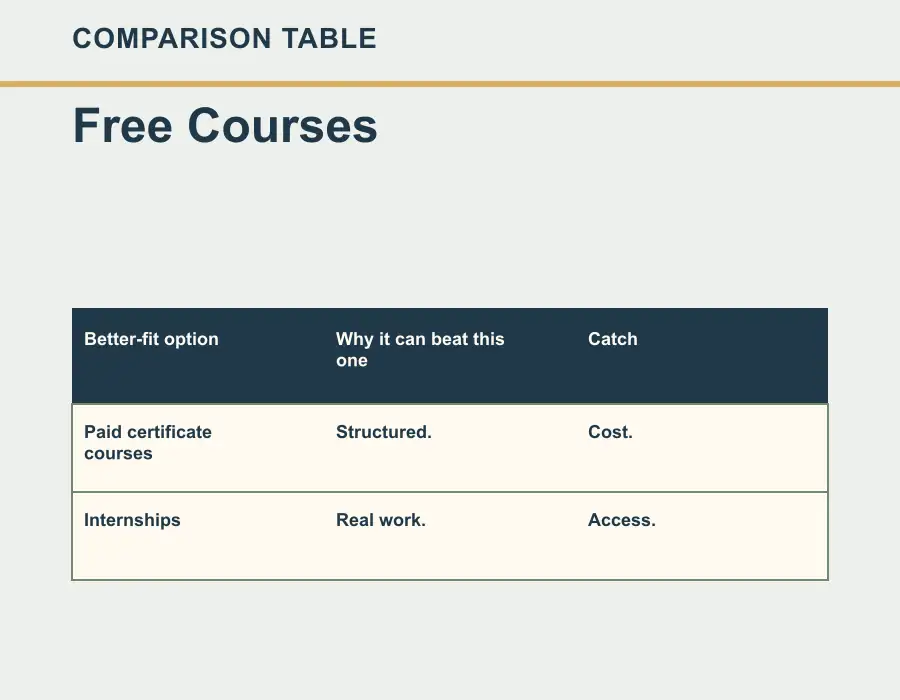 COMPARISON TABLE
Free Courses
Better-fit option
Why it can beat this
one
Catch
Paid certificate
courses
Structured.
Cost.
Internships
Real work.
Access.